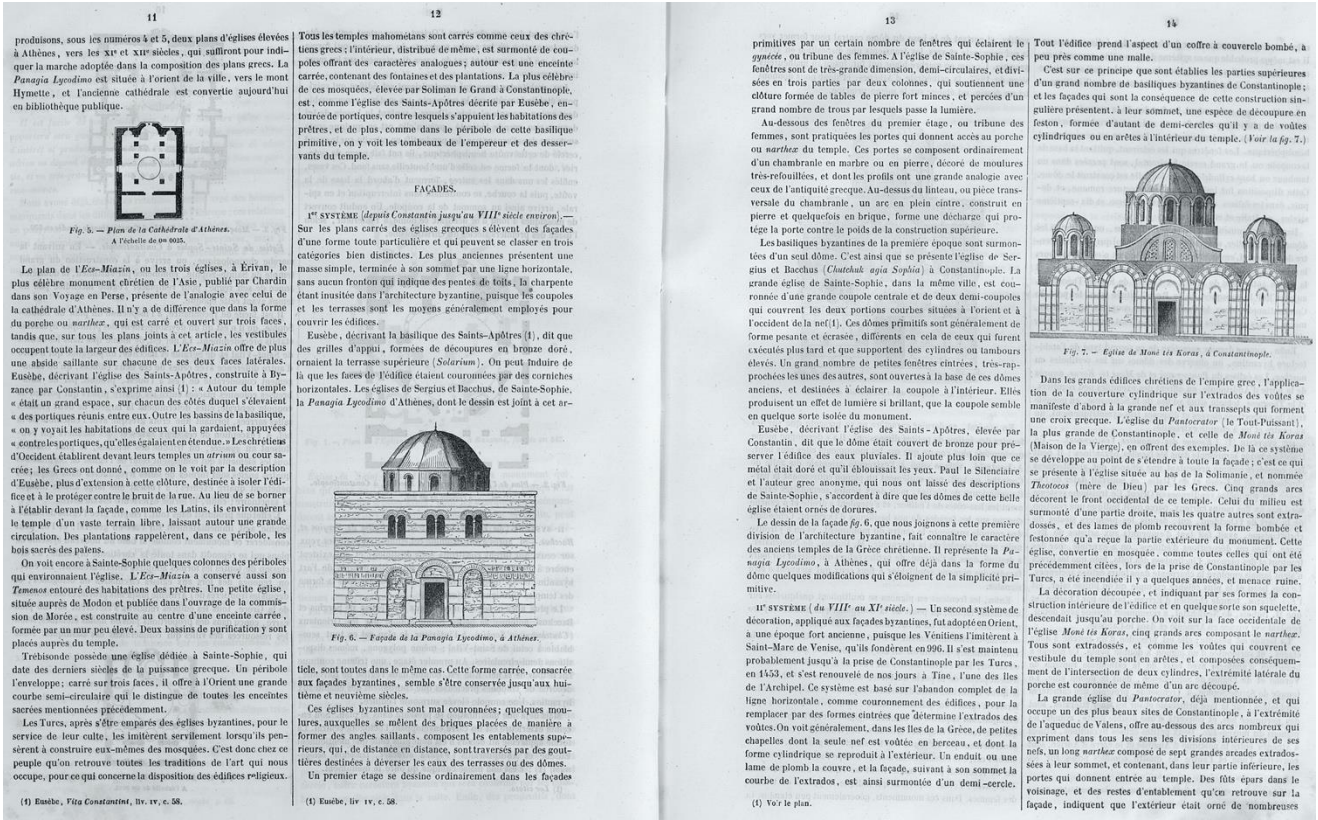 11
produisons, sous les numéros 4 et 5, deux plans d'églises élevées
à Athènes, vers les XIe et XIIe siècles, qui suffiront pour indi-
quer la marche adoptée dans la composition des plans grecs. La
Panagia Lycodimo est située à l'orient de la ville, vers le mont
Hymette, et l'ancienne cathédrale est convertie aujourd'hui
en bibliothèque publique.
Fig. 5. — Plan de la Cathédrale d'Athènes.
A l'échelle de 0m 0025.
Le plan de l'Ecs-Miazin, ou les trois églises, à Érivan, le
plus célèbre monument chrétien de l'Asie, publié par Chardin
dans son Voyage en Perse, présente de l'analogie avec celui de
la cathédrale d'Athènes. Il n'y a de différence que dans la forme
du porche ou narthex, qui est carré et ouvert sur trois faces,
tandis que, sur tous les plans joints à cet article, les vestibules
occupent toute la largeur des édifices. L'Ecs-Miazin offre de plus
une abside saillante sur chacune de ses deux faces latérales.
Eusèbe, décrivant l'église des Saints-Apôtres, construite à By-
zance par Constantin, s'exprime ainsi (1) : « Autour du temple
« était un grand espace, sur chacun des côtés duquel s'élevaient
« des portiques réunis entre eux. Outre les bassins de la basilique,
« on y voyait les habitations de ceux qui la gardaient, appuyées
« contre les portiques, qu'elles égalaient en étendue. » Les chrétiens
d'Occident établirent devant leurs temples un atrium ou cour sa-
crée; les Grecs ont donné, comme on le voit par la description
d'Eusèbe, plus d'extension à cette clôture, destinée à isoler l'édi-
fice et à le protéger contre le bruit de la rue. Au lieu de se borner
à l'établir devant la façade, comme les Latins, ils environnèrent
le temple d'un vaste terrain libre, laissant autour une grande
circulation. Des plantations rappelèrent, dans ce péribole, les
bois sacrés des païens.
On voit encore à Sainte-Sophie quelques colonnes des périboles
qui environnaient l'église. L'Ecs-Miazin a conservé aussi son
Temenos entouré des habitations des prêtres. Une petite église,
située auprès de Modon et publiée dans l'ouvrage de la commis-
sion de Morée, est construite au centre d'une enceinte carrée,
formée par un mur peu élevé. Deux bassins de purification y sont
placés auprès du temple.
Trébisonde possède une église dédiée à Sainte-Sophie, qui
date des derniers siècles de la puissance grecque. Un péribole
l'enveloppe; carré sur trois faces, il offre à l'Orient une grande
courbe semi-circulaire qui le distingue de toutes les enceintes
sacrées mentionnées précédemment.
Les Turcs, après s'être emparés des églises byzantines, pour le
service de leur culte, les imitèrent servilement lorsqu'ils pen-
sèrent à construire eux-mêmes des mosquées. C'est donc chez ce
peuple qu'on retrouve toutes les traditions de l'art qui nous
occupe, pour ce qui concerne la disposition des édifices religieux.
(1) Eusèbe, Vita Constantini, liv. IV, c. 58.
12
Tous les temples mahométans sont carrés comme ceux des chré-
tiens grecs; l'intérieur, distribué de même, est surmonté de cou-
poles offrant des caractères analogues; autour est une enceinte
carrée, contenant des fontaines et des plantations. La plus célèbre
de ces mosquées, élevée par Soliman le Grand à Constantinople,
est, comme l'église des Saints-Apôtres décrite par Eusèbe, en-
tourée de portiques, contre lesquels s'appuient les habitations des
prêtres, et de plus, comme dans le péribole de cette basilique
primitive, on y voit les tombeaux de l'empereur et des desser-
vants du temple.
FAÇADES.
Ier SYSTÈME (depuis Constantin jusqu'au VIIIe siècle environ). —
Sur les plans carrés des églises grecques s'élèvent des façades
d'une forme toute particulière et qui peuvent se classer en trois
catégories bien distinctes. Les plus anciennes présentent une
masse simple, terminée à son sommet par une ligne horizontale,
sans aucun fronton qui indique des pentes de toits, la charpente
étant inusitée dans l'architecture byzantine, puisque les coupoles
et les terrasses sont les moyens généralement employés pour
couvrir les édifices.
Eusèbe, décrivant la basilique des Saints-Apôtres (1), dit que
des grilles d'appui, formées de découpures en bronze doré,
ornaient la terrasse supérieure (Solarium). On peut induire de
là que les faces de l'édifice étaient couronnées par des corniches
horizontales. Les églises de Sergius et Bacchus, de Sainte-Sophie,
la Panagia Lycodimo d'Athènes, dont le dessin est joint à cet ar-
Fig. 6. — Façade de la Panagia Lycodimo, à Athènes.
ticle, sont toutes dans le même cas. Cette forme carrée, consacrée
aux façades byzantines, semble s'être conservée jusqu'aux hui-
tième et neuvième siècles.
Ces églises byzantines sont mal couronnées; quelques mou-
lures, auxquelles se mêlent des briques placées de manière à
former des angles saillants, composent les entablements supé-
rieurs, qui, de distance en distance, sont traversés par des gout-
tières destinées à déverser les eaux des terrasses ou des dômes.
Un premier étage se dessine ordinairement dans les façades
(1) Eusèbe, liv IV, c. 58.
13
primitives par un certain nombre de fenêtres qui éclairent le
gynécée, ou tribune des femmes. A l'église de Sainte-Sophie, ces
fenêtres sont de très-grande dimension, demi-circulaires, et divi-
sées en trois parties par deux colonnes, qui soutiennent une
clôture formée de tables de pierre fort minces, et percées d'un
grand nombre de trous par lesquels passe la lumière.
Au-dessous des fenêtres du premier étage, ou tribune des
femmes, sont pratiquées les portes qui donnent accès au porche
ou narthex du temple. Ces portes se composent ordinairement
d'un chambranle en marbre ou en pierre, décoré de moulures
très-refouillées, et dont les profils ont une grande analogie avec
ceux de l'antiquité grecque. Au-dessus du linteau, ou pièce trans-
versale du chambranle, un arc en plein cintre, construit en
pierre et quelquefois en brique, forme une décharge qui pro-
tége la porte contre le poids de la construction supérieure.
Les basiliques byzantines de la première époque sont surmon-
tées d'un seul dôme. C'est ainsi que se présente l'église de Ser-
gius et Bacchus (Chutchuk agia Sophia) à Constantinople. La
grande église de Sainte-Sophie, dans la même ville, est cou-
ronnée d'une grande coupole centrale et de deux demi-coupoles
qui couvrent les deux portions courbes situées à l'orient et à
l'occident de la nef (1). Ces dômes primitifs sont généralement de
forme pesante et écrasée, différents en cela de ceux qui furent
exécutés plus tard et que supportent des cylindres ou tambours
élevés. Un grand nombre de petites fenêtres cintrées, très-rap-
prochées les unes des autres, sont ouvertes à la base de ces dômes
anciens, et destinées à éclairer la coupole à l'intérieur. Elles
produisent un effet de lumière si brillant, que la coupole semble
en quelque sorte isolée du monument.
Eusèbe, décrivant l'église des Saints-Apôtres, élevée par
Constantin, dit que le dôme était couvert de bronze pour pré-
server l'édifice des eaux pluviales. Il ajoute plus loin que ce
métal était doré et qu'il éblouissait les yeux. Paul le Silenciaire
et l'auteur grec anonyme, qui nous ont laissé des descriptions
de Sainte-Sophie, s'accordent à dire que les dômes de cette belle
église étaient ornés de dorures.
Le dessin de la façade fig. 6, que nous joignons à cette première
division de l'architecture byzantine, fait connaître le caractère
des anciens temples de la Grèce chrétienne. Il représente la Pa-
nagia Lycodimo, à Athènes, qui offre déjà dans la forme du
dôme quelques modifications qui s'éloignent de la simplicité pri-
mitive.
IIe SYSTÈME (du VIIIe au XIe siècle.) — Un second système de
décoration, appliqué aux façades byzantines, fut adopté en Orient,
a une époque fort ancienne, puisque les Vénitiens l'imitèrent à
Saint-Marc de Venise, qu'ils fondèrent en 996. Il s'est maintenu
probablement jusqu'à la prise de Constantinople par les Turcs,
en 1453, et s'est renouvelé de nos jours à Tine, l'une des îles
de l'Archipel. Ce système est basé sur l'abandon complet de la
ligne horizontale, comme couronnement des édifices, pour la
remplacer par des formes cintrées que détermine l'extrados des
voûtes. On voit généralement, dans les îles de la Grèce, de petites
chapelles dont la seule nef est voûtée en berceau, et dont la
forme cylindrique se reproduit à l'extérieur. Un enduit ou une
lame de plomb la couvre, et la façade, suivant à son sommet la
courbe de l'extrados, est ainsi surmontée d'un demi-cercle.
(1) Voir le plan.
14
Tout l'édifice prend l'aspect d'un coffre à couvercle bombé, à
peu près comme une malle.
C'est sur ce principe que sont établies les parties supérieures
d'un grand nombre de basiliques byzantines de Constantinople;
et les façades qui sont la conséquence de cette construction sin-
gulière présentent, à leur sommet, une espèce de découpure en
feston, formée d'autant de demi-cercles qu'il y a de voûtes
cylindriques ou en arêtes à l'intérieur du temple. (Voir la fig. 7.)
Fig. 7. — Eglise de Moné tès Koras, à Constantinople.
Dans les grands édifices chrétiens de l'empire grec, l'applica-
tion de la couverture cylindrique sur l'extrados des voûtes se
manifeste d'abord à la grande nef et aux transsepts qui forment
une croix grecque. L'église du Pantocrator (le Tout-Puissant),
la plus grande de Constantinople, et celle de Moné tès Koras
(Maison de la Vierge), en offrent des exemples. De là ce système
se développe au point de s'étendre à toute la façade; c'est ce qui
se présente à l'église située au bas de la Solimanie, et nommée
Theotocos (mère de Dieu) par les Grecs. Cinq grands arcs
décorent le front occidental de ce temple. Celui du milieu est
surmonté d'une partie droite, mais les quatre autres sont extra-
dossés, et des lames de plomb recouvrent la forme bombée et
festonnée qu'a reçue la partie extérieure du monument. Cette
église, convertie en mosquée, comme toutes celles qui ont été
précédemment citées, lors de la prise de Constantinople par les
Turcs, a été incendiée il y a quelques années, et menace ruine.
La décoration découpée, et indiquant par ses formes la con-
struction intérieure de l'édifice et en quelque sorte son squelette,
descendait jusqu'au porche. On voit sur la face occidentale de
l'église Moné tès Koras, cinq grands arcs composant le narthex.
Tous sont extradossés, et comme les voûtes qui couvrent ce
vestibule du temple sont en arêtes, et composées conséquem-
ment de l'intersection de deux cylindres, l'extrémité latérale du
porche est couronnée de même d'un arc découpé.
La grande église du Pantocrator, déjà mentionnée, et qui
occupe un des plus beaux sites de Constantinople, à l'extrémité
de l'aqueduc de Valens, offre au-dessous des arcs nombreux qui
expriment dans tous les sens les divisions intérieures de ses
nefs, un long narthex composé de sept grandes arcades extrados-
sées à leur sommet, et contenant, dans leur partie inférieure, les
portes qui donnent entrée au temple. Des fûts épars dans le
voisinage, et des restes d'entablement qu'on retrouve sur la
façade, indiquent que l'extérieur était orné de nombreuses